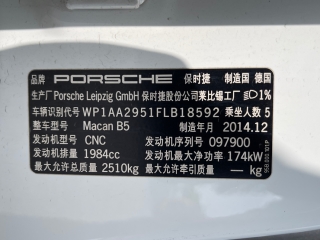 品牌 PORSCHE 保时捷 制造国 德国
生产厂 Porsche Leipzig GmbH 保时捷股份公司莱比锡工厂 1%
车辆识别代号 WP1AA2951FLB18592 乘坐人数 5
整车型号 Macan B5 制造年月 2014.12
发动机型号 CNC 发动机序列号 097900
发动机排量 1984cc 发动机最大净功率 174kW
最大允许总质量 2510kg 最大允许牵引质量 — kg